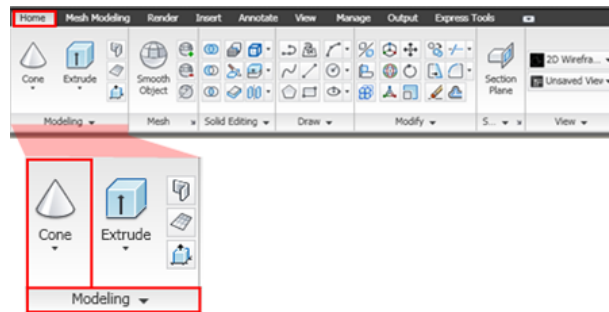 Home Mesh Modeling Render Insert Annotate View Manage Output Express Tools
2D Wirefra...
Unsaved View
Cone Extrude Smooth Object Section Plane
Modeling Mesh Solid Editing Draw Modify S... View
Cone Extrude
Modeling